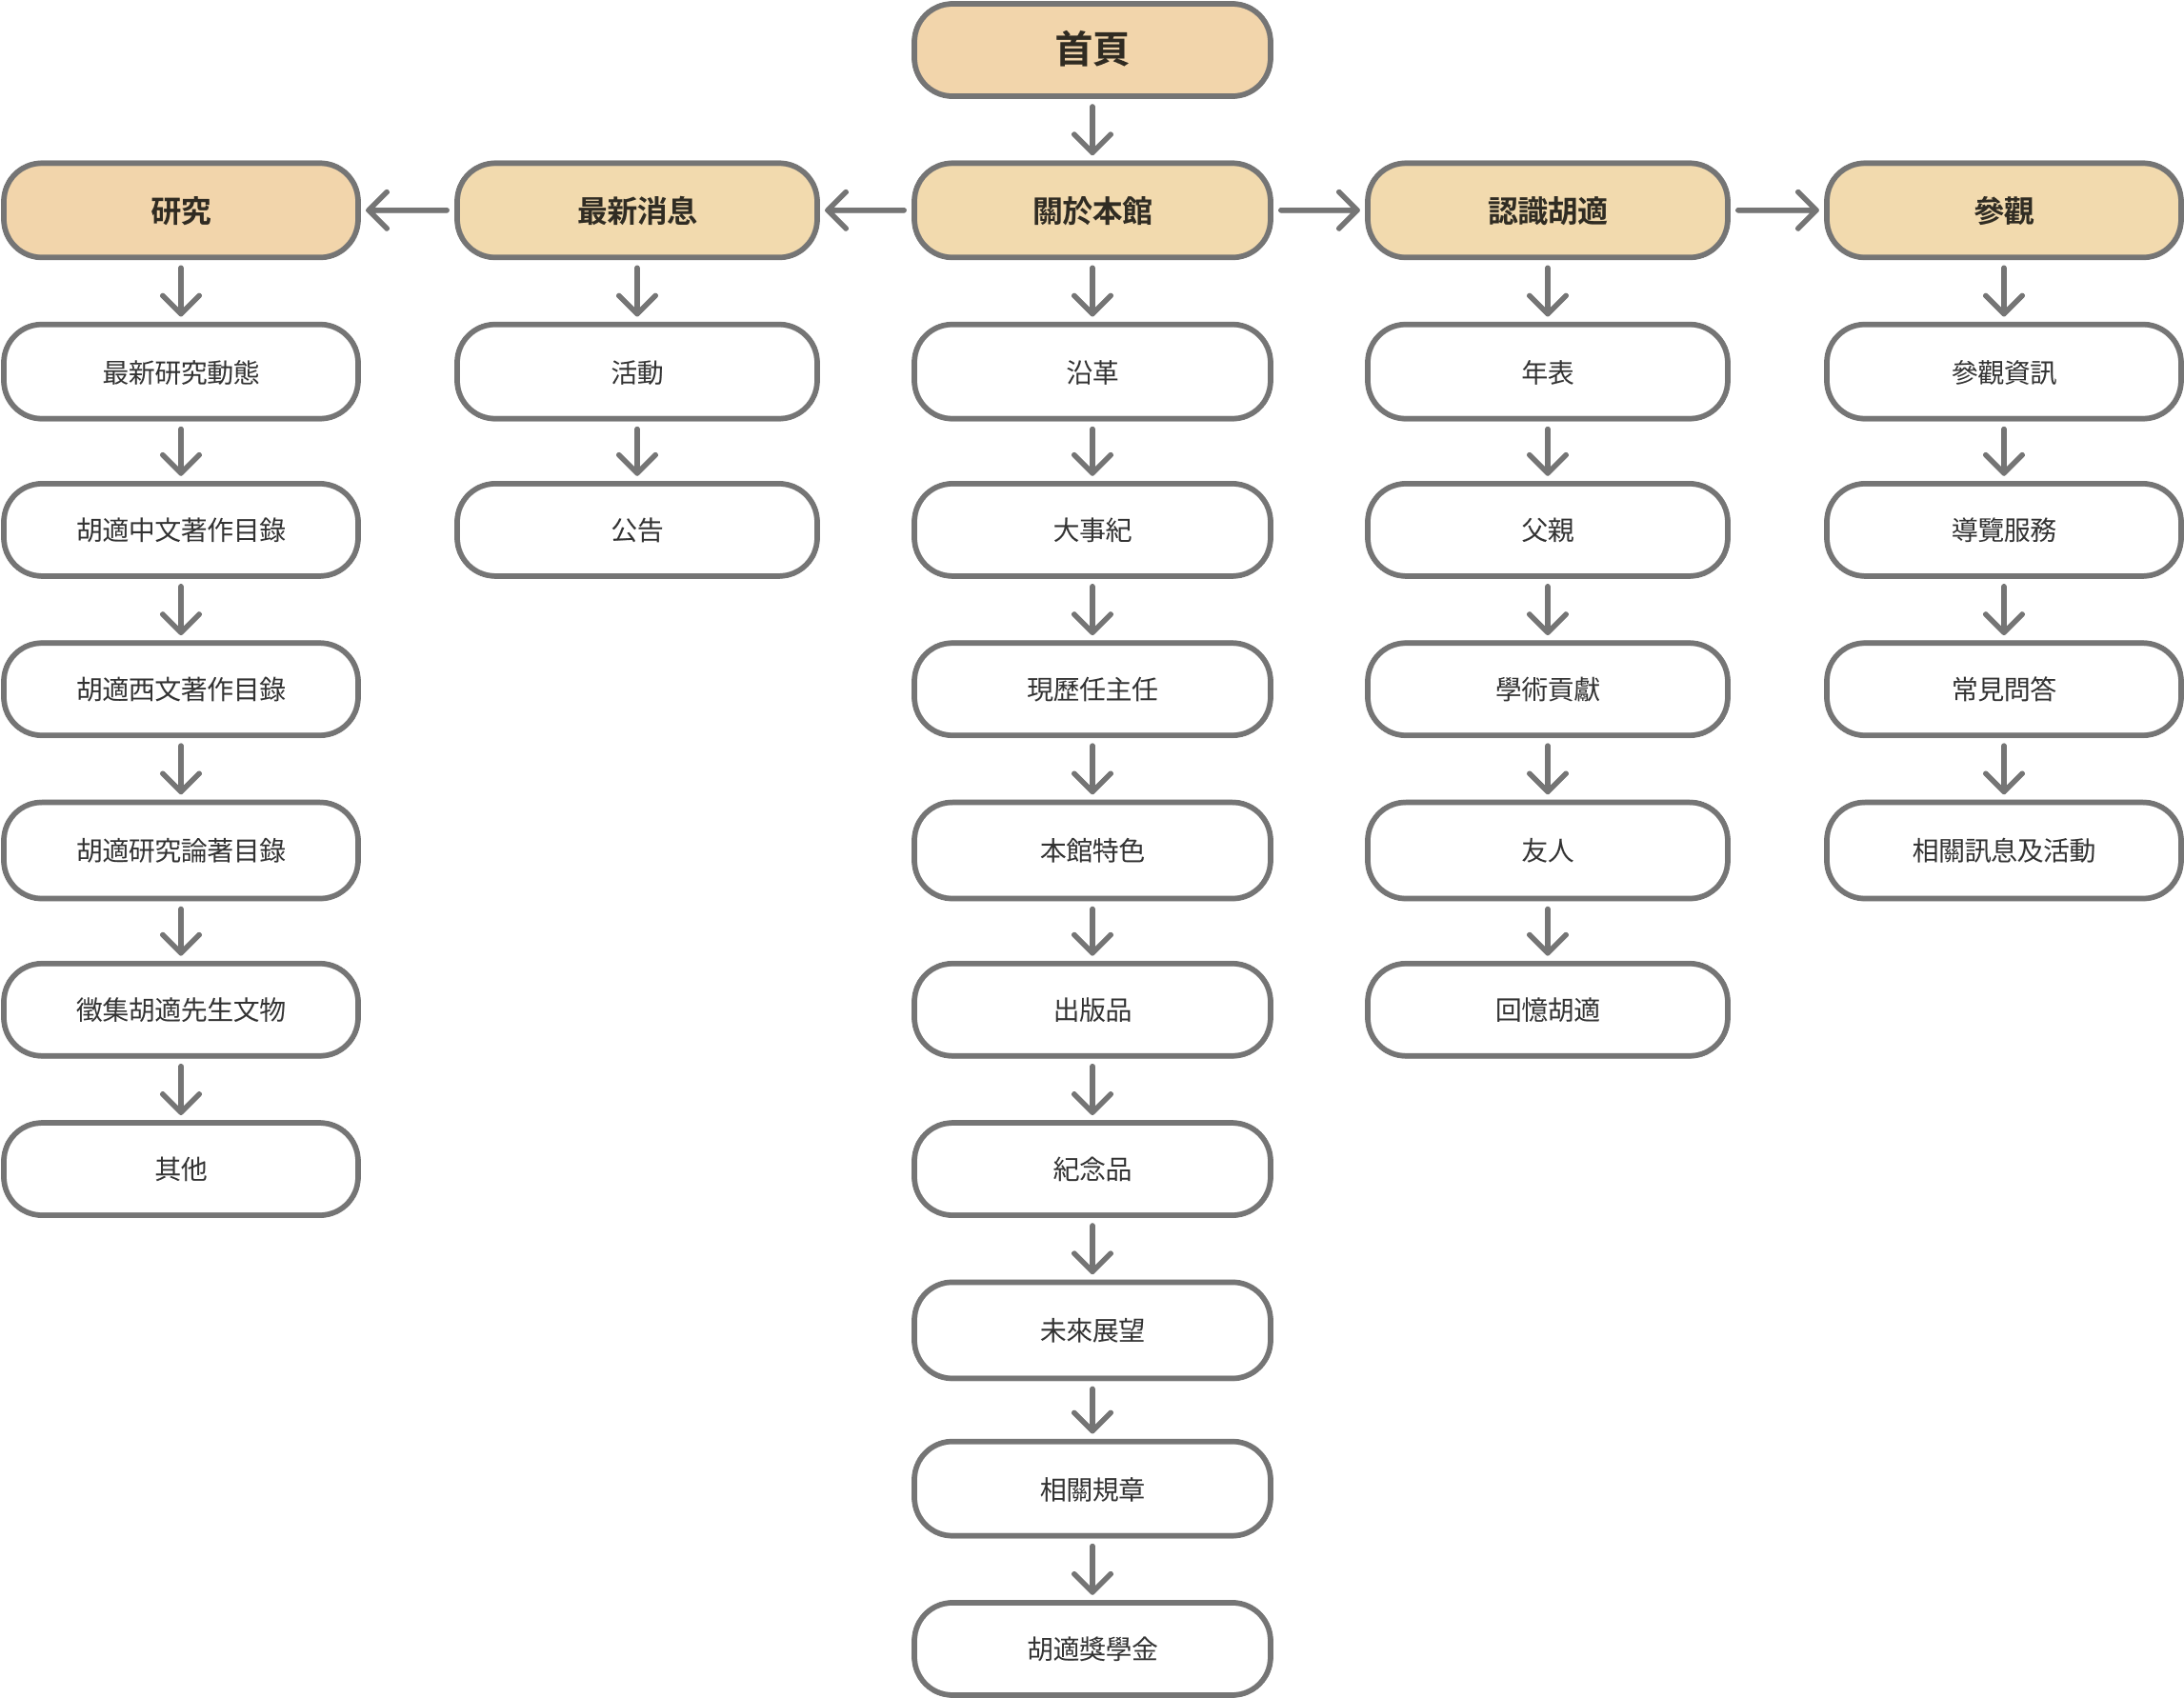 首頁
研究
最新消息
關於本館
認識胡適
參觀
最新研究動態
活動
沿革
年表
參觀資訊
胡適中文著作目錄
公告
大事紀
父親
導覽服務
胡適西文著作目錄
現歷任主任
學術貢獻
常見問答
胡適研究論著目錄
本館特色
友人
相關訊息及活動
徵集胡適先生文物
出版品
回憶胡適
其他
紀念品
未來展望
相關規章
胡適獎學金